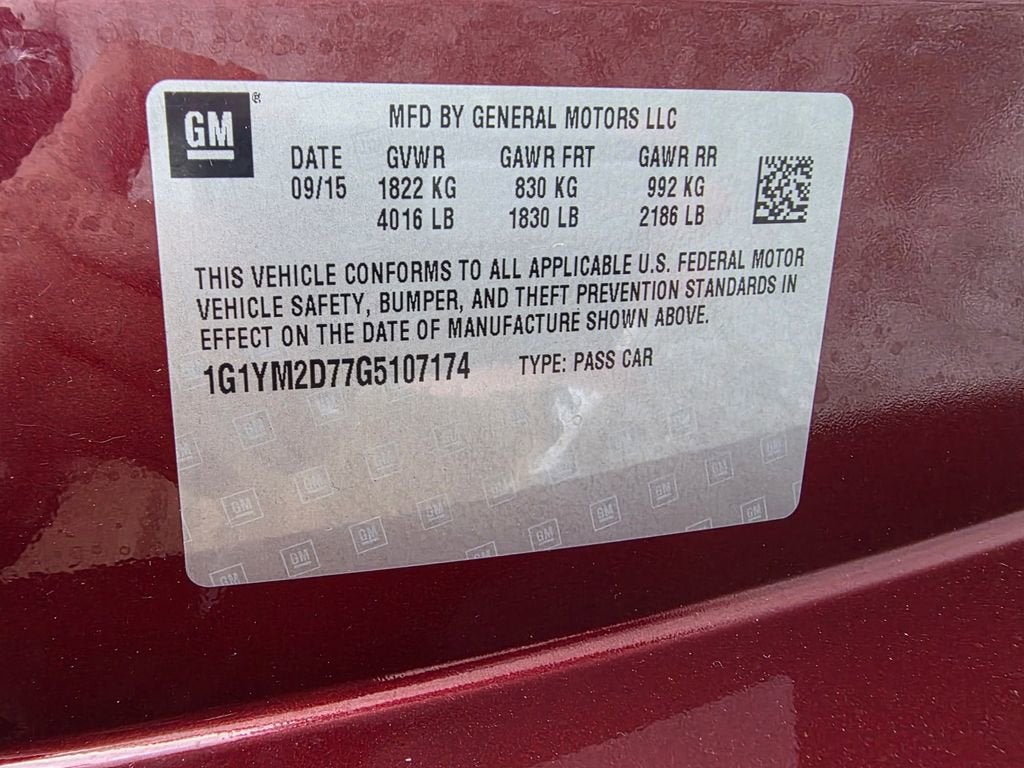 GM
MFD BY GENERAL MOTORS LLC
DATE GVWR GAWR FRT GAWR RR
09/15 1822 KG 830 KG 992 KG
4016 LB 1830 LB 2186 LB
THIS VEHICLE CONFORMS TO ALL APPLICABLE U.S. FEDERAL MOTOR
VEHICLE SAFETY, BUMPER, AND THEFT PREVENTION STANDARDS IN
EFFECT ON THE DATE OF MANUFACTURE SHOWN ABOVE.
1G1YM2D77G5107174 TYPE: PASS CAR